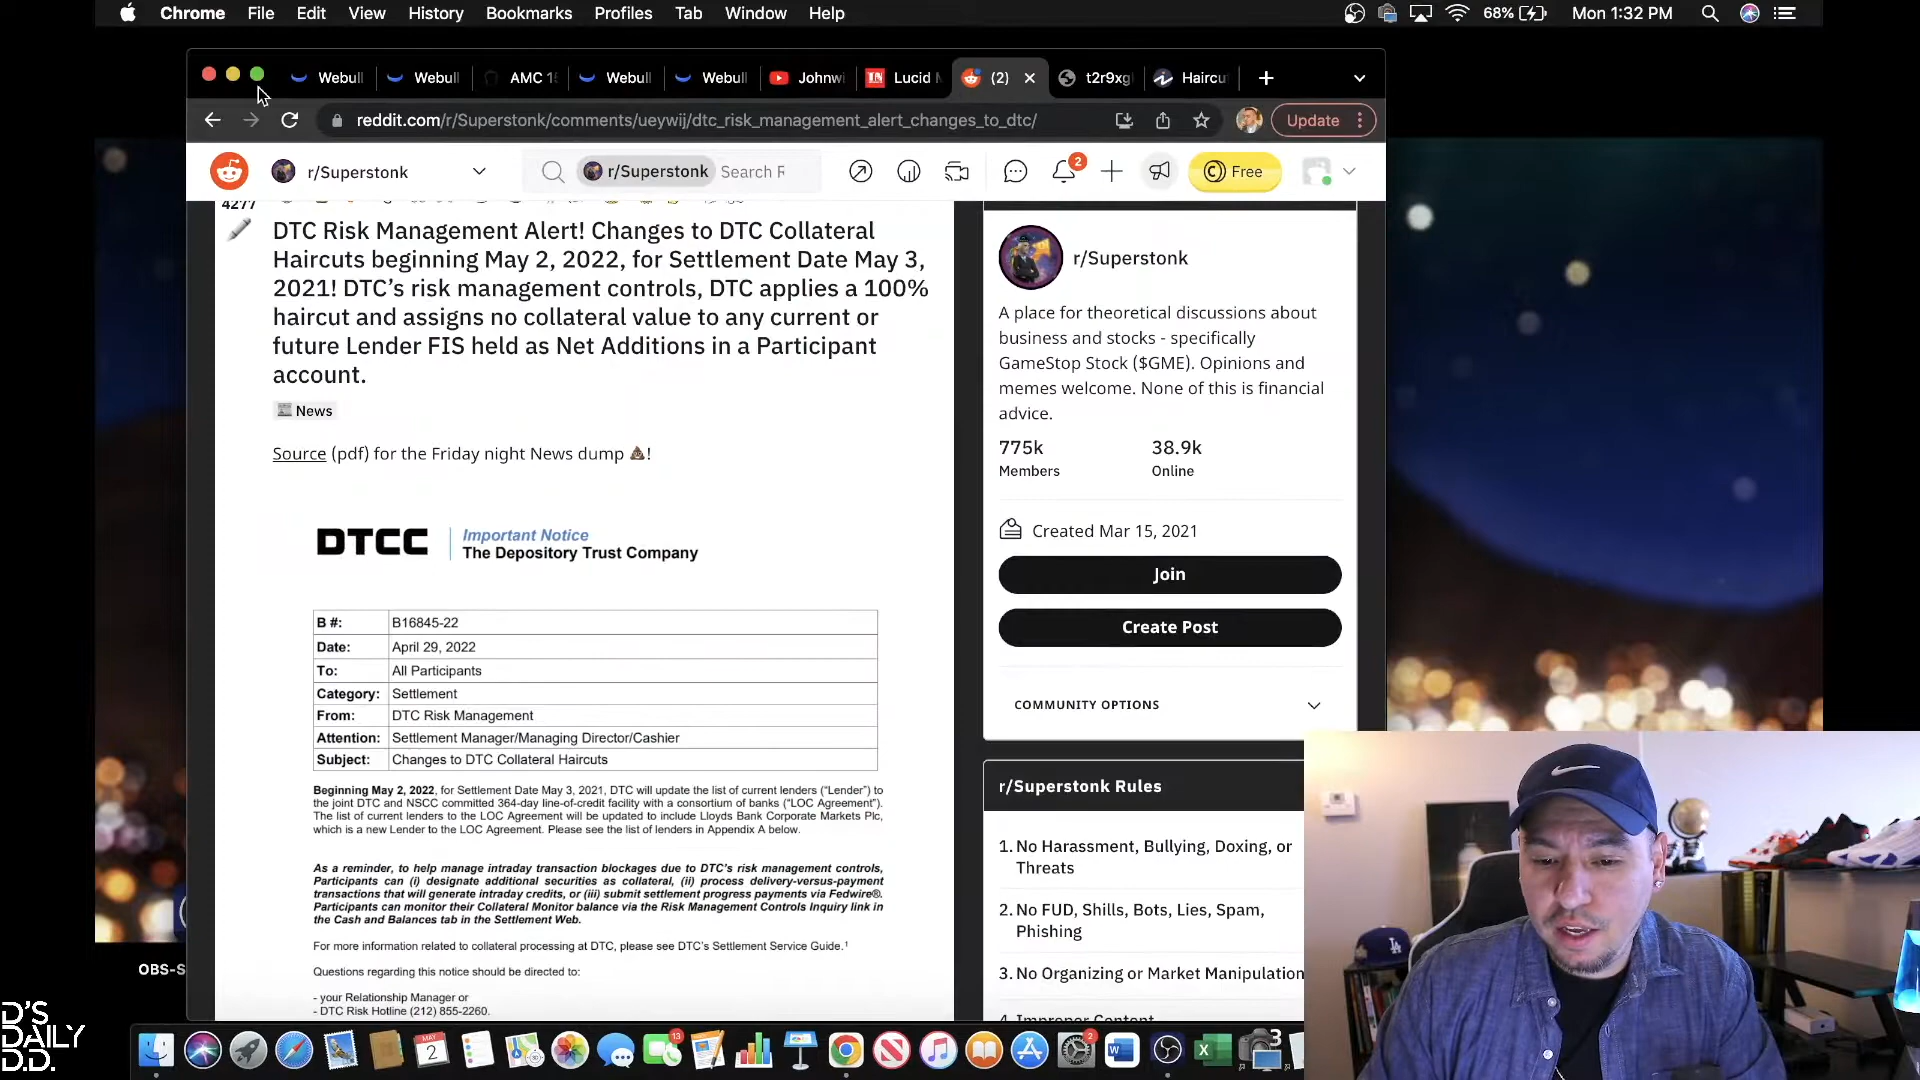 Chrome File Edit View History Bookmarks Profiles Tab Window Help 68% Mon 1:32 PM
Webull Webull AMC Webull Webull Johnwi Lucid (2) t2r9xg Haircu
reddit.com/r/Superstonk/comments/ueywij/dtc_risk_management_alert_changes_to_dtc/ Update
r/Superstonk r/Superstonk Search R 2 Free
4277
DTC Risk Management Alert! Changes to DTC Collateral
Haircuts beginning May 2, 2022, for Settlement Date May 3,
2021! DTC's risk management controls, DTC applies a 100%
haircut and assigns no collateral value to any current or
future Lender FIS held as Net Additions in a Participant
account.
News
Source (pdf) for the Friday night News dump 💩!
DTCC Important Notice
The Depository Trust Company
B #: B16845-22
Date: April 29, 2022
To: All Participants
Category: Settlement
From: DTC Risk Management
Attention: Settlement Manager/Managing Director/Cashier
Subject: Changes to DTC Collateral Haircuts
Beginning May 2, 2022, for Settlement Date May 3, 2021, DTC will update the list of current lenders ("Lender") to
the joint DTC and NSCC committed 364-day line-of-credit facility with a consortium of banks ("LOC Agreement").
The list of current lenders to the LOC Agreement will be updated to include Lloyds Bank Corporate Markets Plc,
which is a new Lender to the LOC Agreement. Please see the list of lenders in Appendix A below.
As a reminder, to help manage intraday transaction blockages due to DTC's risk management controls,
Participants can (i) designate additional securities as collateral, (ii) process delivery-versus-payment
transactions that will generate intraday credits, or (iii) submit settlement progress payments via Fedwire®.
Participants can monitor their Collateral Monitor balance via the Risk Management Controls Inquiry link in
the Cash and Balances tab in the Settlement Web.
For more information related to collateral processing at DTC, please see DTC's Settlement Service Guide.¹
Questions regarding this notice should be directed to:
- your Relationship Manager or
- DTC Risk Hotline (212) 855-2260.
r/Superstonk
A place for theoretical discussions about
business and stocks - specifically
GameStop Stock ($GME). Opinions and
memes welcome. None of this is financial
advice.
775k 38.9k
Members Online
Created Mar 15, 2021
Join
Create Post
COMMUNITY OPTIONS
r/Superstonk Rules
1. No Harassment, Bullying, Doxing, or
Threats
2. No FUD, Shills, Bots, Lies, Spam,
Phishing
3. No Organizing or Market Manipulation
4. Improper Content
OBS-S
D'S
DAILY
D.D.
MAY
2
13
2
3
LA